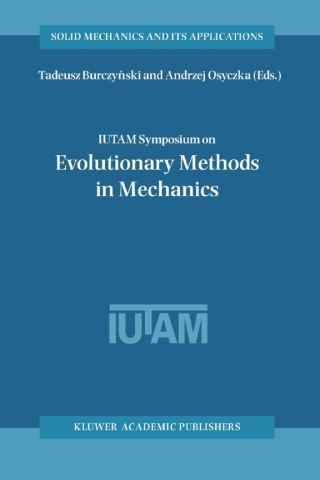 SOLID MECHANICS AND ITS APPLICATIONS
Tadeusz Burczyński and Andrzej Osyczka (Eds.)
IUTAM Symposium on
Evolutionary Methods
in Mechanics
IUTAM
KLUWER ACADEMIC PUBLISHERS